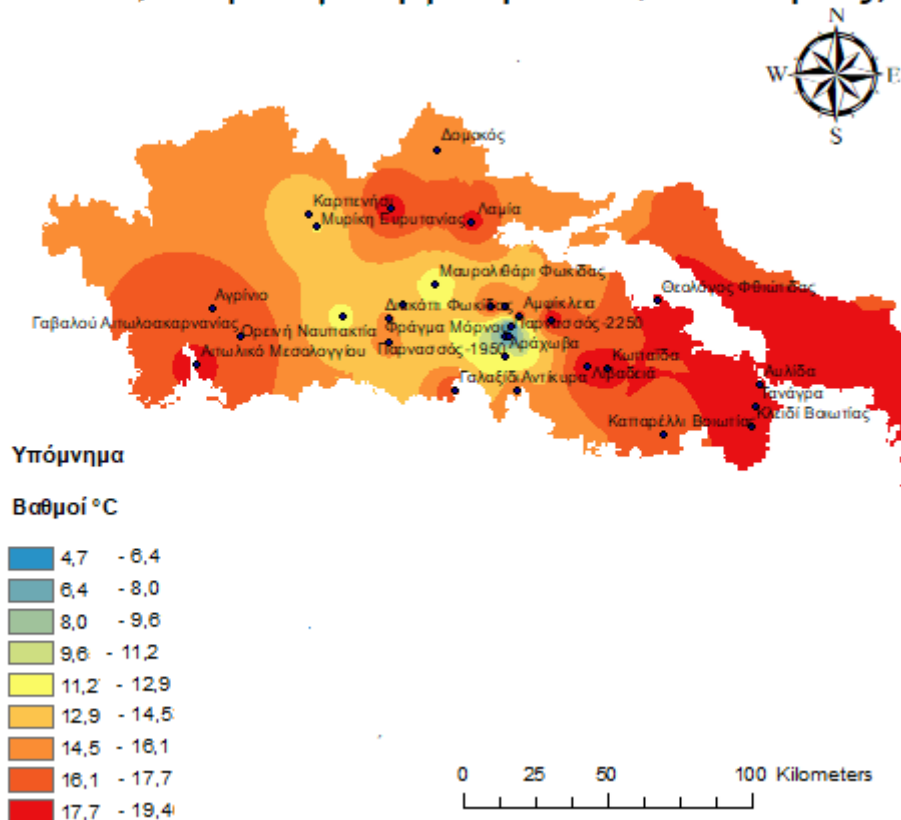 N
W E
S
Δομοκός
Καρπενήσι
Μυρίκη Ευρυτανίας
Λαμία
Μαυρολιθάρι Φωκίδας
Θεολόγος Φθιώτιδας
Αγρίνιο
Διακόπι Φωκίδας
Αμφίκλεια
Γαβαλού Αιτωλοακαρνανίας
Ορεινή Ναυπακτία
Φράγμα Μόρνου
Παρνασσός -2250
Αιτωλικό Μεσολογγίου
Παρνασσός -1950
Αράχωβα
Κωπαΐδα
Λιβαδειά
Γαλαξίδι
Αντίκυρα
Αυλίδα
Τανάγρα
Καπαρέλλι Βοιωτίας
Κλειδί Βοιωτίας
Υπόμνημα
Βαθμοί °C
4,7 - 6,4
6,4 - 8,0
8,0 - 9,6
9,6 - 11,2
11,2 - 12,9
12,9 - 14,5
14,5 - 16,1
16,1 - 17,7
17,7 - 19,4
0 25 50 100 Kilometers